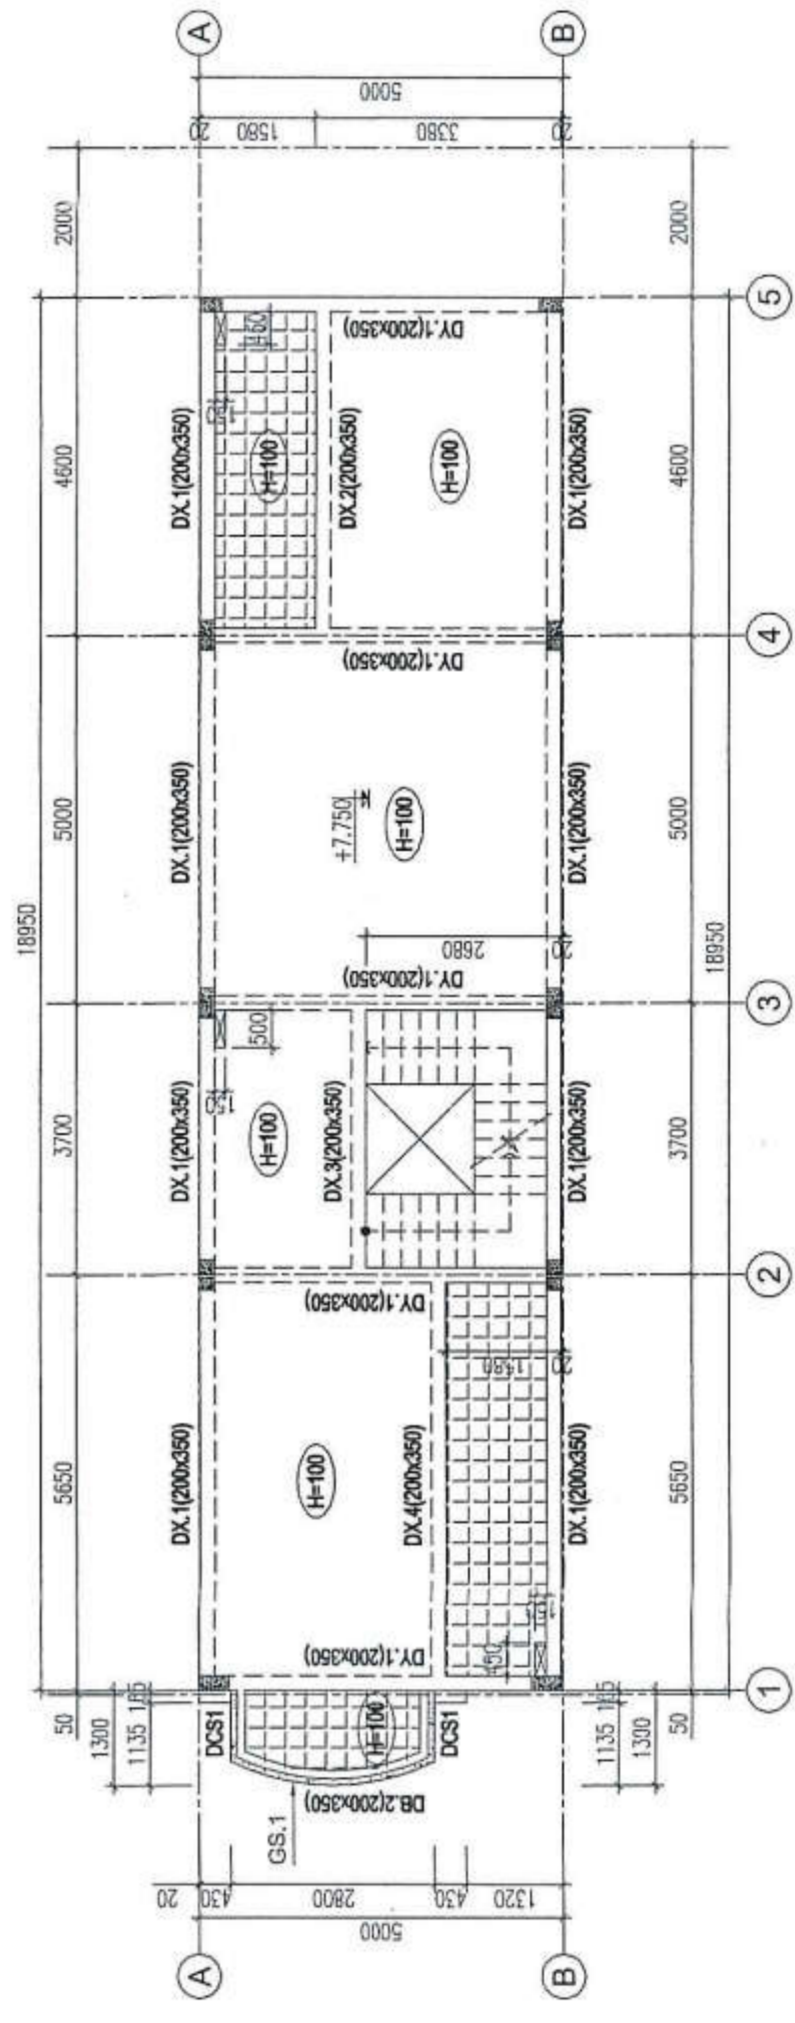 18950
50
5650
3700
5000
4600
2000
1300
1135
165
A
20
DX.1(200x350)
DX.1(200x350)
DX.1(200x350)
DX.1(200x350)
20
A
430
DCS1
150
500
450
1580
H=100
H=100
GS.1
2800
5000
DB.2(200x350)
H=100
DY.1(200x350)
H=100
DY.1(200x350)
DX.3(200x350)
+7.750
DX.2(200x350)
5000
H=100
DY.1(200x350)
DY.1(200x350)
H=100
DY.1(200x350)
3380
430
DCS1
DX.4(200x350)
2680
1320
450
1580
20
20
B
DX.1(200x350)
DX.1(200x350)
DX.1(200x350)
DX.1(200x350)
20
B
1135
165
1300
50
5650
3700
5000
4600
2000
18950
1
2
3
4
5